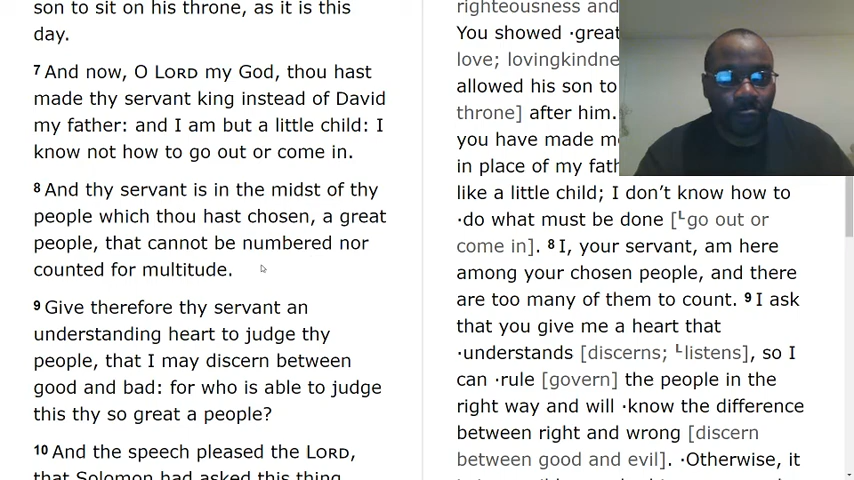 son to sit on his throne, as it is this
day.
7 And now, O LORD my God, thou hast
made thy servant king instead of David
my father: and I am but a little child: I
know not how to go out or come in.
8 And thy servant is in the midst of thy
people which thou hast chosen, a great
people, that cannot be numbered nor
counted for multitude.
9 Give therefore thy servant an
understanding heart to judge thy
people, that I may discern between
good and bad: for who is able to judge
this thy so great a people?
10 And the speech pleased the LORD,
that Solomon had asked this thing.
righteousness and
You showed ·great
love; lovingkindne
allowed his son to
throne] after him.
you have made m
in place of my fath
like a little child; I don’t know how to
·do what must be done [ᴸgo out or
come in]. 8 I, your servant, am here
among your chosen people, and there
are too many of them to count. 9 I ask
that you give me a heart that
·understands [discerns; ᴸlistens], so I
can ·rule [govern] the people in the
right way and will ·know the difference
between right and wrong [discern
between good and evil]. ·Otherwise, it